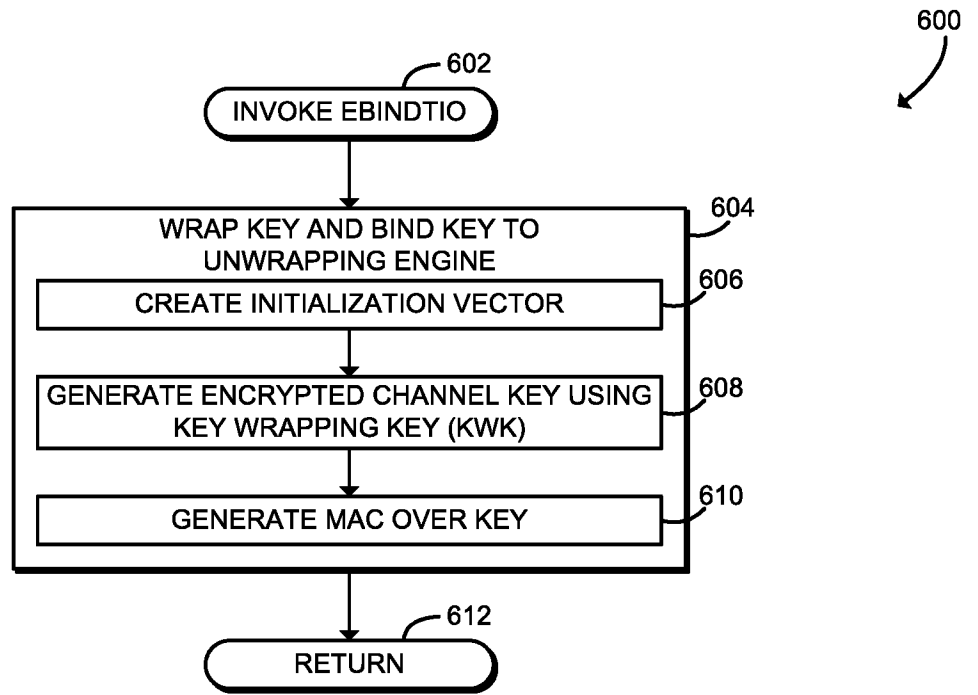 600
602
INVOKE EBINDTIO
604
WRAP KEY AND BIND KEY TO
UNWRAPPING ENGINE
606
CREATE INITIALIZATION VECTOR
608
GENERATE ENCRYPTED CHANNEL KEY USING
KEY WRAPPING KEY (KWK)
610
GENERATE MAC OVER KEY
612
RETURN